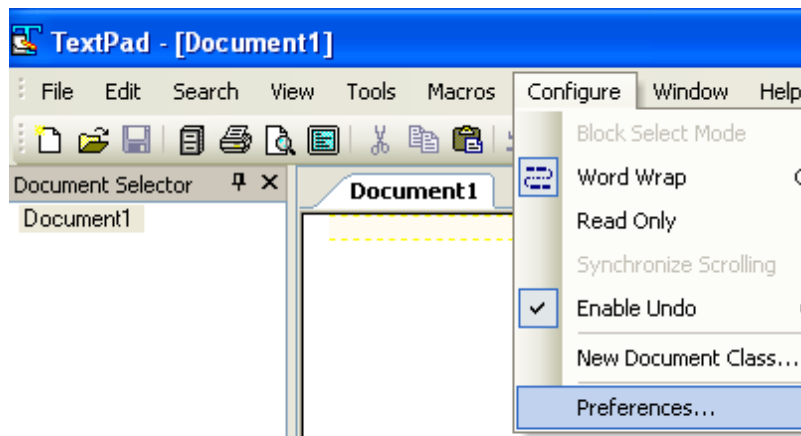 TextPad - [Document1]
File Edit Search View Tools Macros Configure Window Help
Document Selector
Document1
Document1
Block Select Mode
Word Wrap
Read Only
Synchronize Scrolling
Enable Undo
New Document Class...
Preferences...